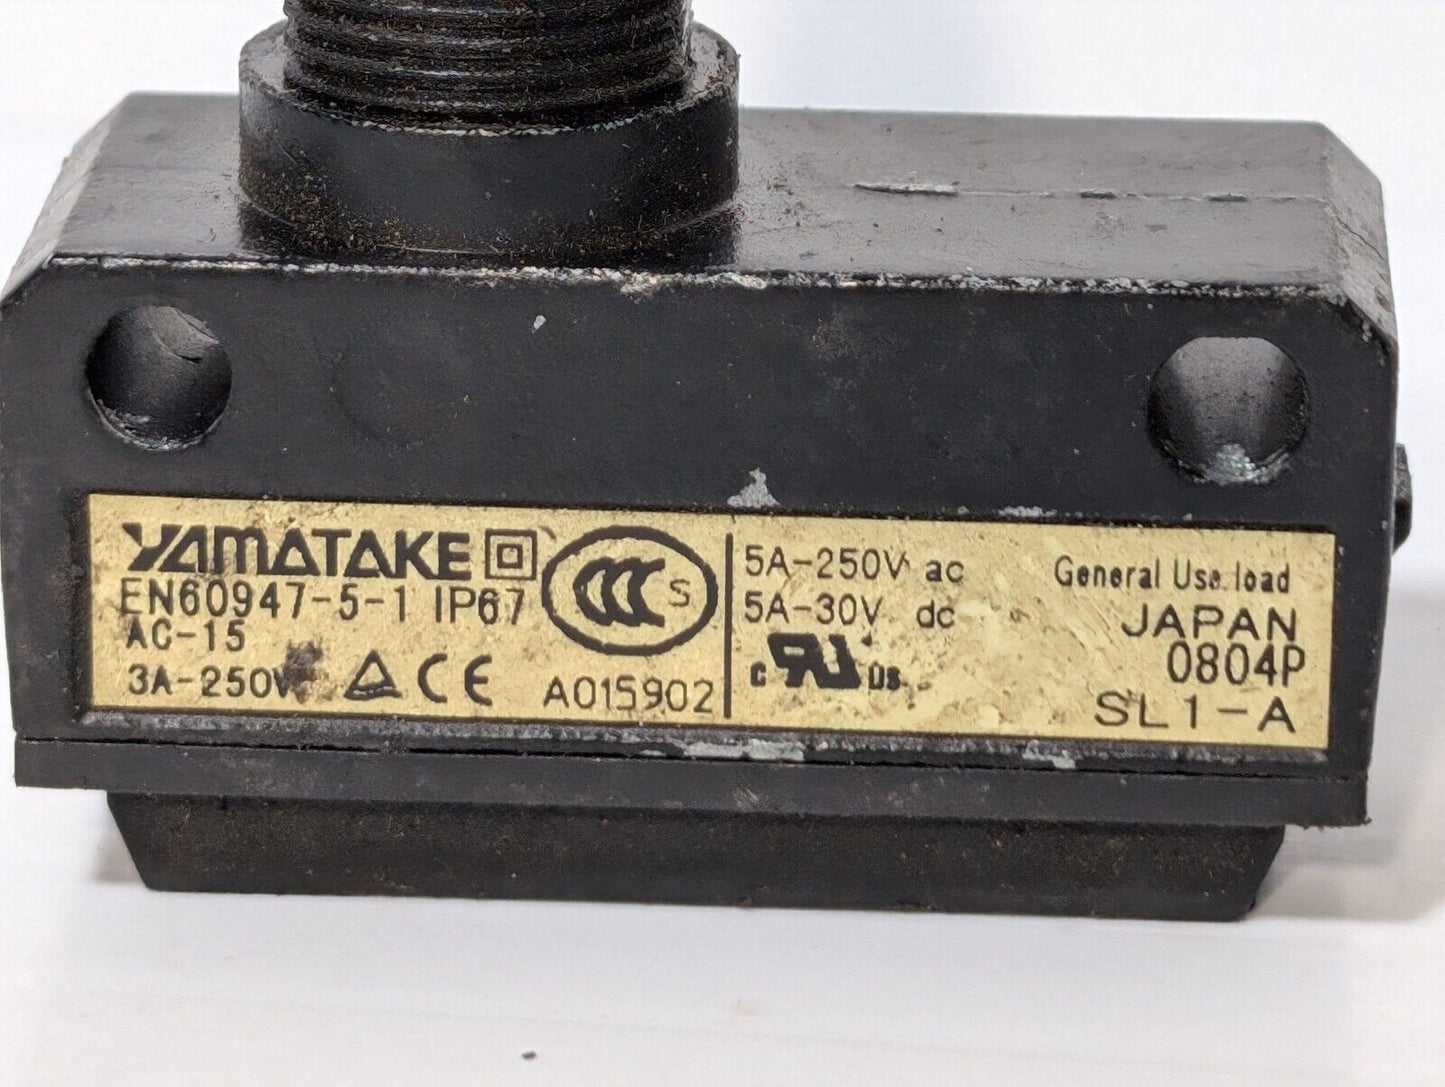 YAMATAKE
EN60947-5-1 IP67
AC-15
3A-250V
CE
CCC S
A015902
5A-250V ac
5A-30V dc
c RU us
General Use load
JAPAN
0804P
SL1-A